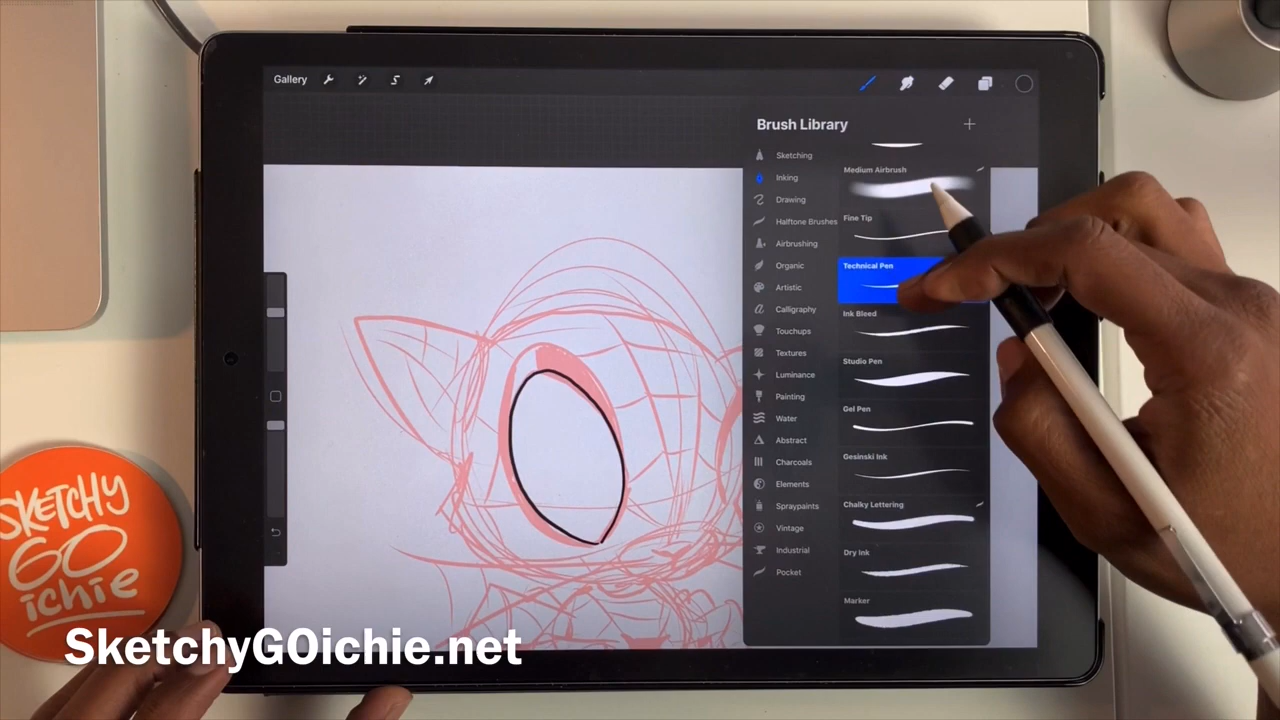 Gallery
Brush Library
Sketching
Inking
Drawing
Halftone Brushes
Airbrushing
Organic
Artistic
Calligraphy
Touchups
Textures
Luminance
Painting
Water
Abstract
Charcoals
Elements
Spraypaints
Vintage
Industrial
Pocket
Medium Airbrush
Fine Tip
Technical Pen
Ink Bleed
Studio Pen
Gel Pen
Gesinski Ink
Chalky Lettering
Dry Ink
Marker
SKETCHY
GO
ichie
SketchyGOichie.net